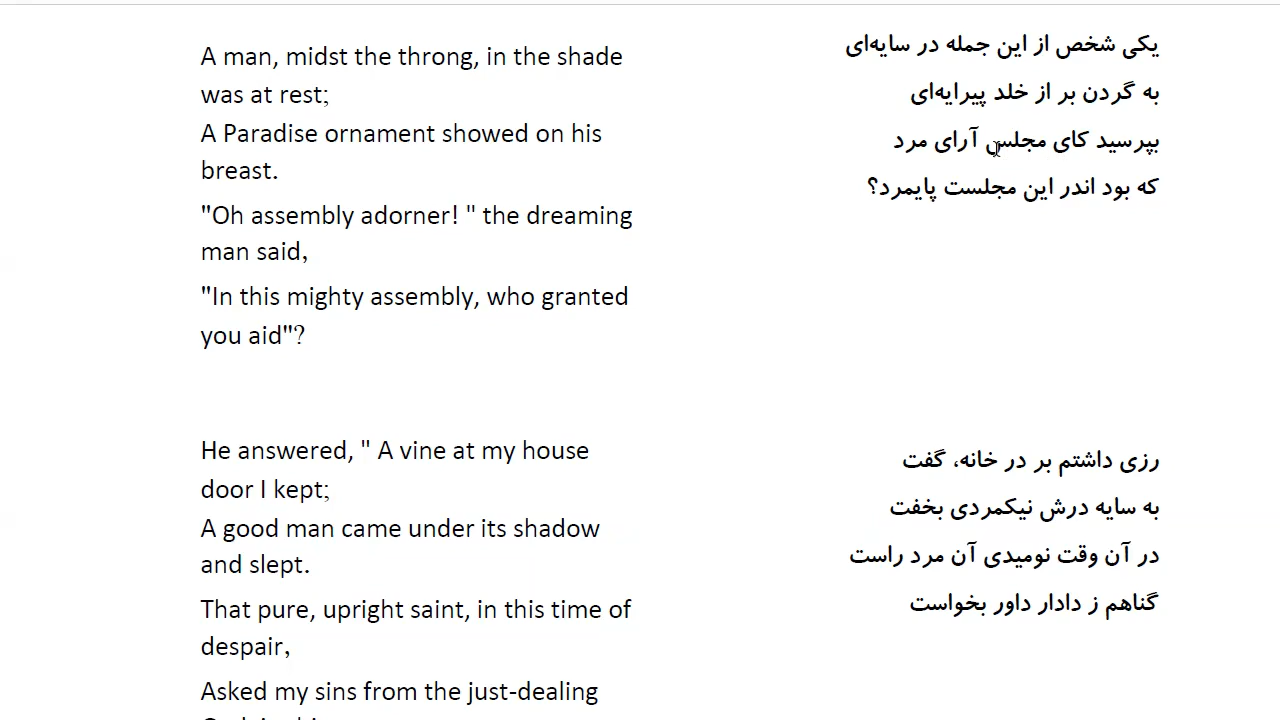 A man, midst the throng, in the shade
was at rest;
A Paradise ornament showed on his
breast.
"Oh assembly adorner! " the dreaming
man said,
"In this mighty assembly, who granted
you aid"?
یکی شخص از این جمله در سایه‌ای
به گردن بر از خلد پیرایه‌ای
بپرسید کای مجلس آرای مرد
که بود اندر این مجلست پایمرد؟
He answered, " A vine at my house
door I kept;
A good man came under its shadow
and slept.
That pure, upright saint, in this time of
despair,
Asked my sins from the just-dealing
رزی داشتم بر در خانه، گفت
به سایه درش نیکمردی بخفت
در آن وقت نومیدی آن مرد راست
گناهم ز دادار داور بخواست